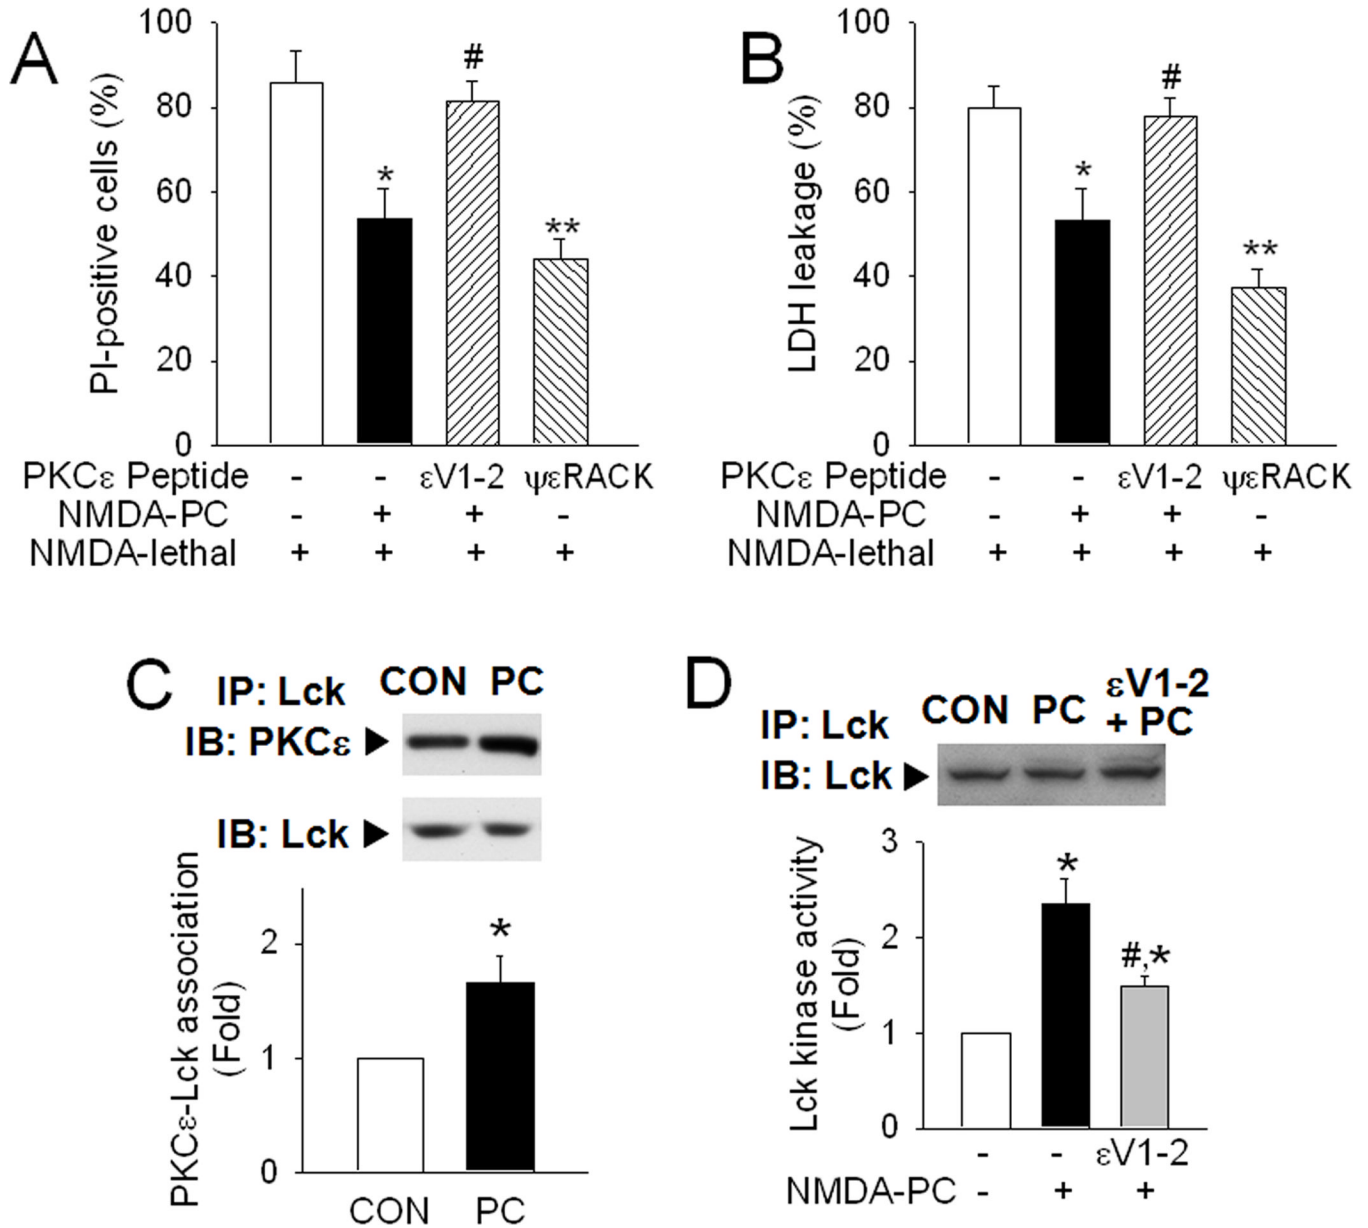 A
PI-positive cells (%)
100
80
60
40
20
0
*
#
**
PKCε Peptide - - εV1-2 ψεRACK
NMDA-PC - + + -
NMDA-lethal + + + +
B
LDH leakage (%)
100
80
60
40
20
0
*
#
**
PKCε Peptide - - εV1-2 ψεRACK
NMDA-PC - + + -
NMDA-lethal + + + +
C
IP: Lck CON PC
IB: PKCε
IB: Lck
PKCε-Lck association
(Fold)
2
1
0
*
CON PC
D
IP: Lck CON PC εV1-2
+ PC
IB: Lck
Lck kinase activity
(Fold)
3
2
1
0
*
#,*
- - εV1-2
NMDA-PC - + +